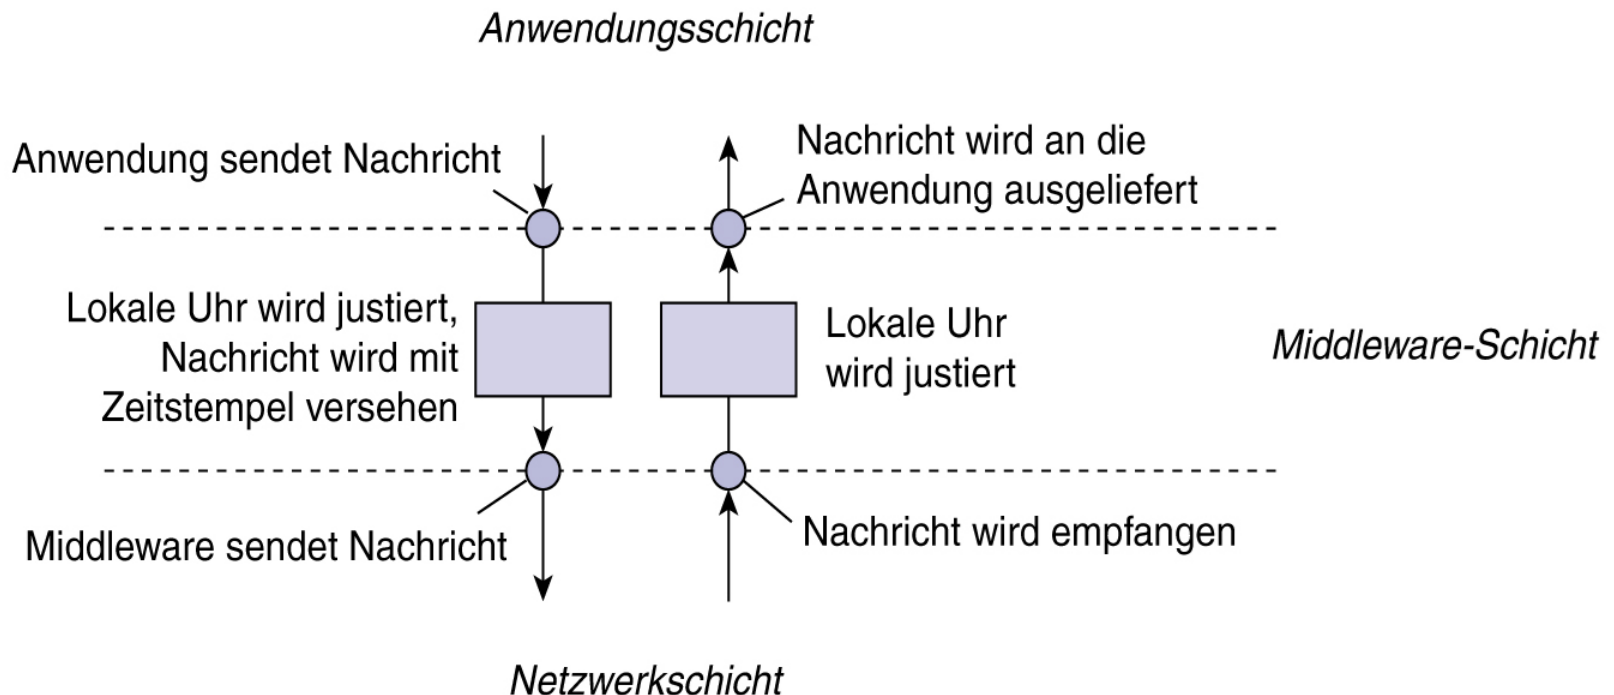 Anwendungsschicht
Anwendung sendet Nachricht
Nachricht wird an die
Anwendung ausgeliefert
Lokale Uhr wird justiert,
Nachricht wird mit
Zeitstempel versehen
Lokale Uhr
wird justiert
Middleware-Schicht
Middleware sendet Nachricht
Nachricht wird empfangen
Netzwerkschicht